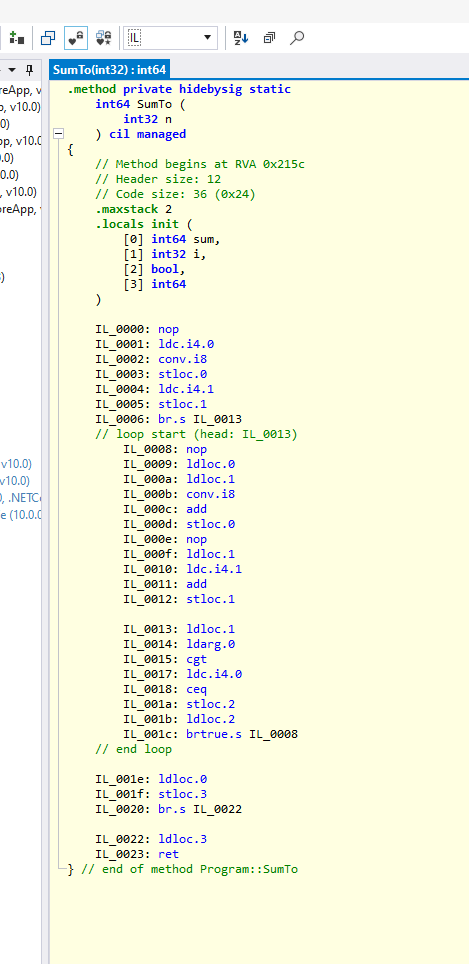 IL
SumTo(int32) : int64
.method private hidebysig static
int64 SumTo (
int32 n
) cil managed
{
// Method begins at RVA 0x215c
// Header size: 12
// Code size: 36 (0x24)
.maxstack 2
.locals init (
[0] int64 sum,
[1] int32 i,
[2] bool,
[3] int64
)
IL_0000: nop
IL_0001: ldc.i4.0
IL_0002: conv.i8
IL_0003: stloc.0
IL_0004: ldc.i4.1
IL_0005: stloc.1
IL_0006: br.s IL_0013
// loop start (head: IL_0013)
IL_0008: nop
IL_0009: ldloc.0
IL_000a: ldloc.1
IL_000b: conv.i8
IL_000c: add
IL_000d: stloc.0
IL_000e: nop
IL_000f: ldloc.1
IL_0010: ldc.i4.1
IL_0011: add
IL_0012: stloc.1
IL_0013: ldloc.1
IL_0014: ldarg.0
IL_0015: cgt
IL_0017: ldc.i4.0
IL_0018: ceq
IL_001a: stloc.2
IL_001b: ldloc.2
IL_001c: brtrue.s IL_0008
// end loop
IL_001e: ldloc.0
IL_001f: stloc.3
IL_0020: br.s IL_0022
IL_0022: ldloc.3
IL_0023: ret
} // end of method Program::SumTo